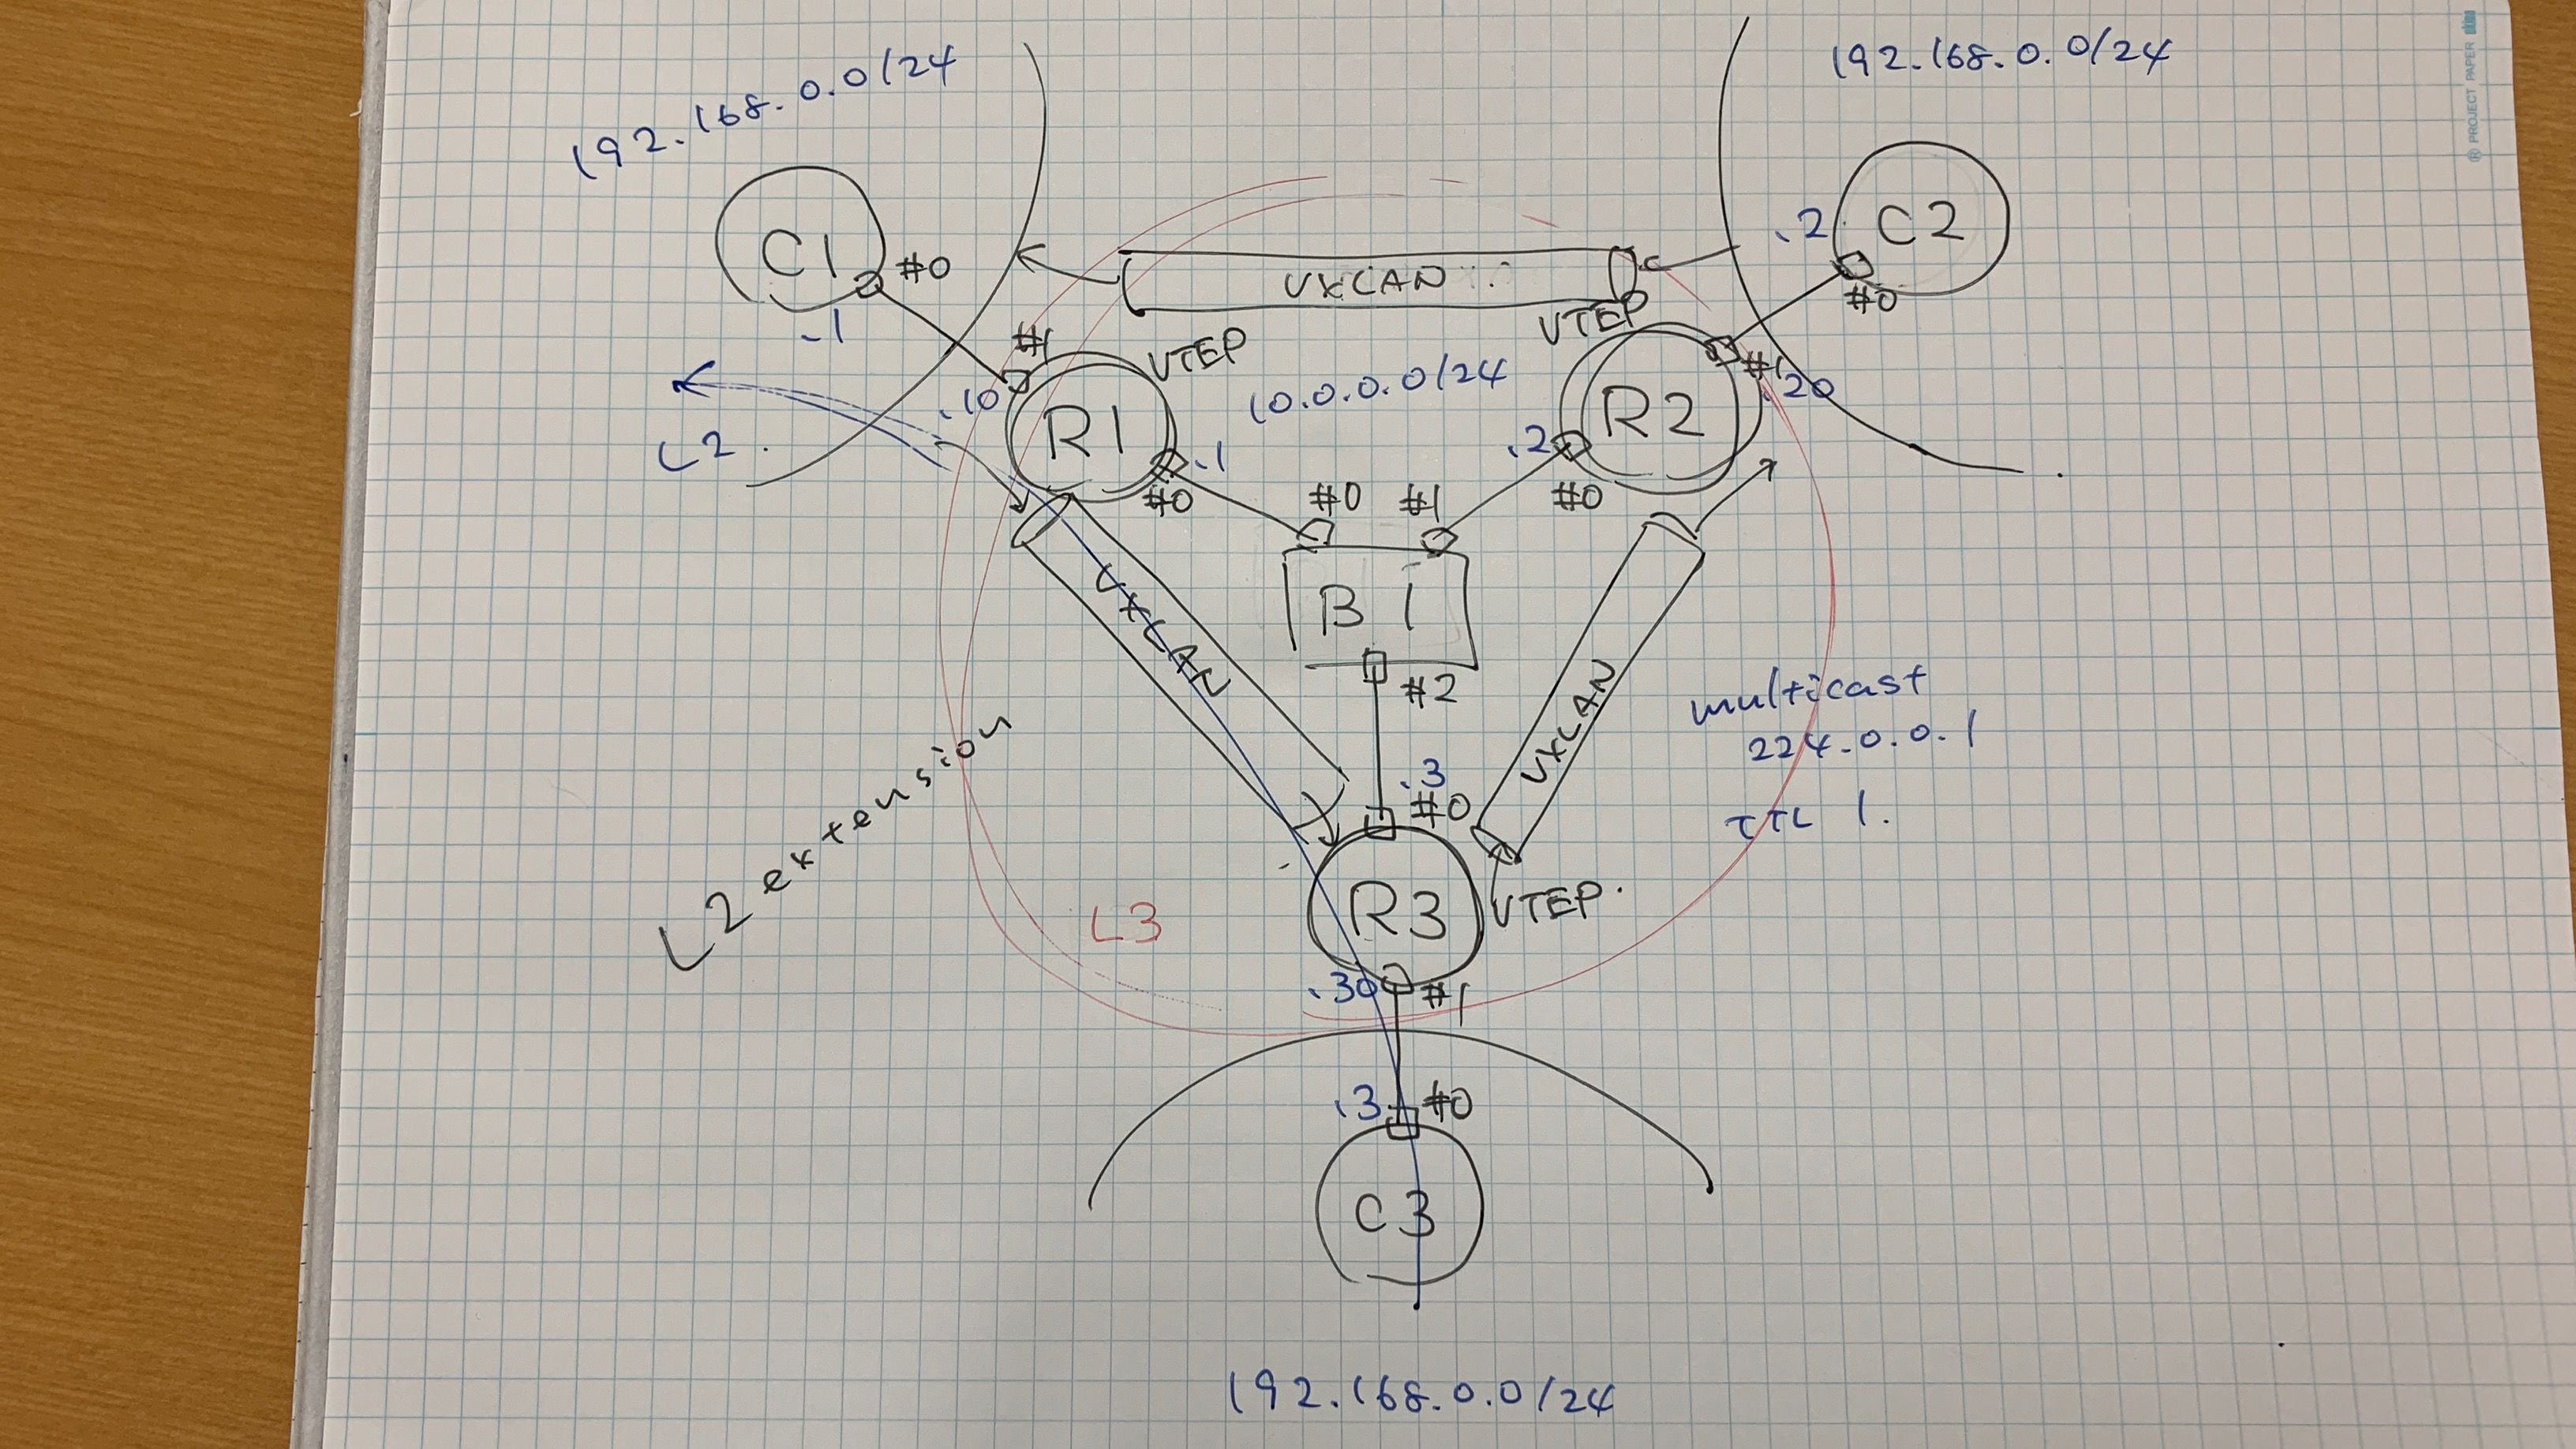 ® PROJECT PAPER
192.168.0.0/24
192.168.0.0/24
C1
#0
.1
.2
C2
#0
VXLAN
VTEP
VTEP
#1
.10
R1
.1
#0
10.0.0.0/24
R2
#1
.20
.2
#0
L2.
#0
#1
B1
#2
VXLAN
VXLAN
multicast
224.0.0.1
TTL 1.
L2 extension
.3
#0
R3
VTEP.
L3
.30
#1
.3
#0
C3
192.168.0.0/24